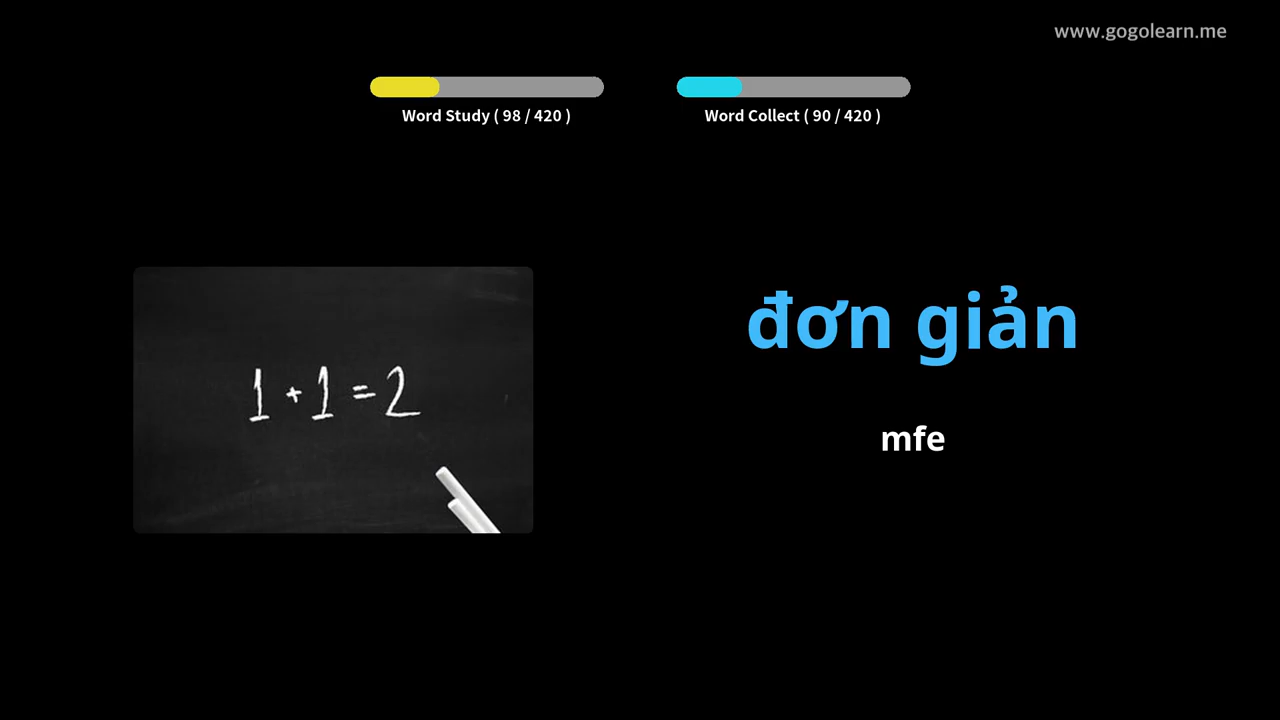 www.gogolearn.me
Word Study ( 98 / 420 )
Word Collect ( 90 / 420 )
1 + 1 = 2
đơn giản
mfe